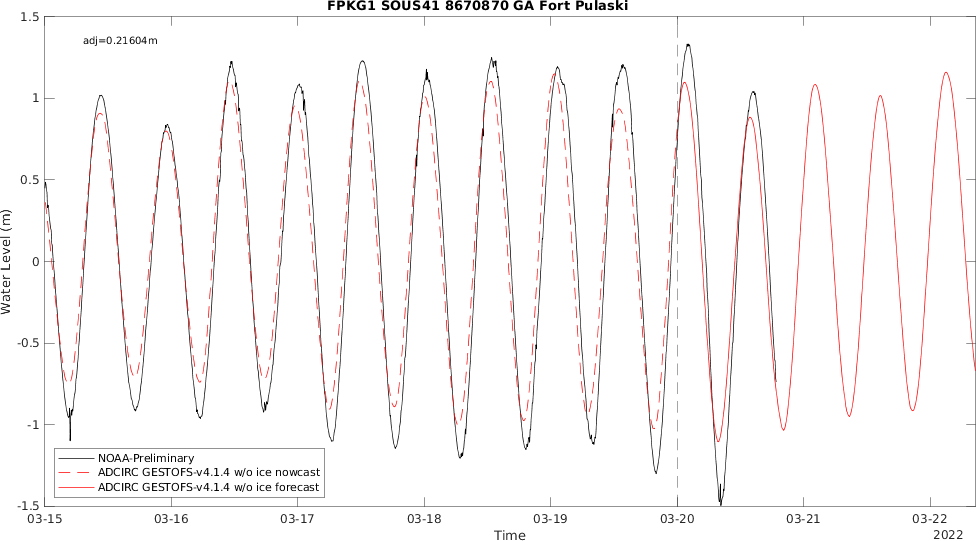 FPKG1 SOUS41 8670870 GA Fort Pulaski
adj=0.21604m
1.5
1
0.5
0
-0.5
-1
-1.5
Water Level (m)
NOAA-Preliminary
ADCIRC GESTOFS-v4.1.4 w/o ice nowcast
ADCIRC GESTOFS-v4.1.4 w/o ice forecast
03-15 03-16 03-17 03-18 03-19 03-20 03-21 03-22
Time
2022